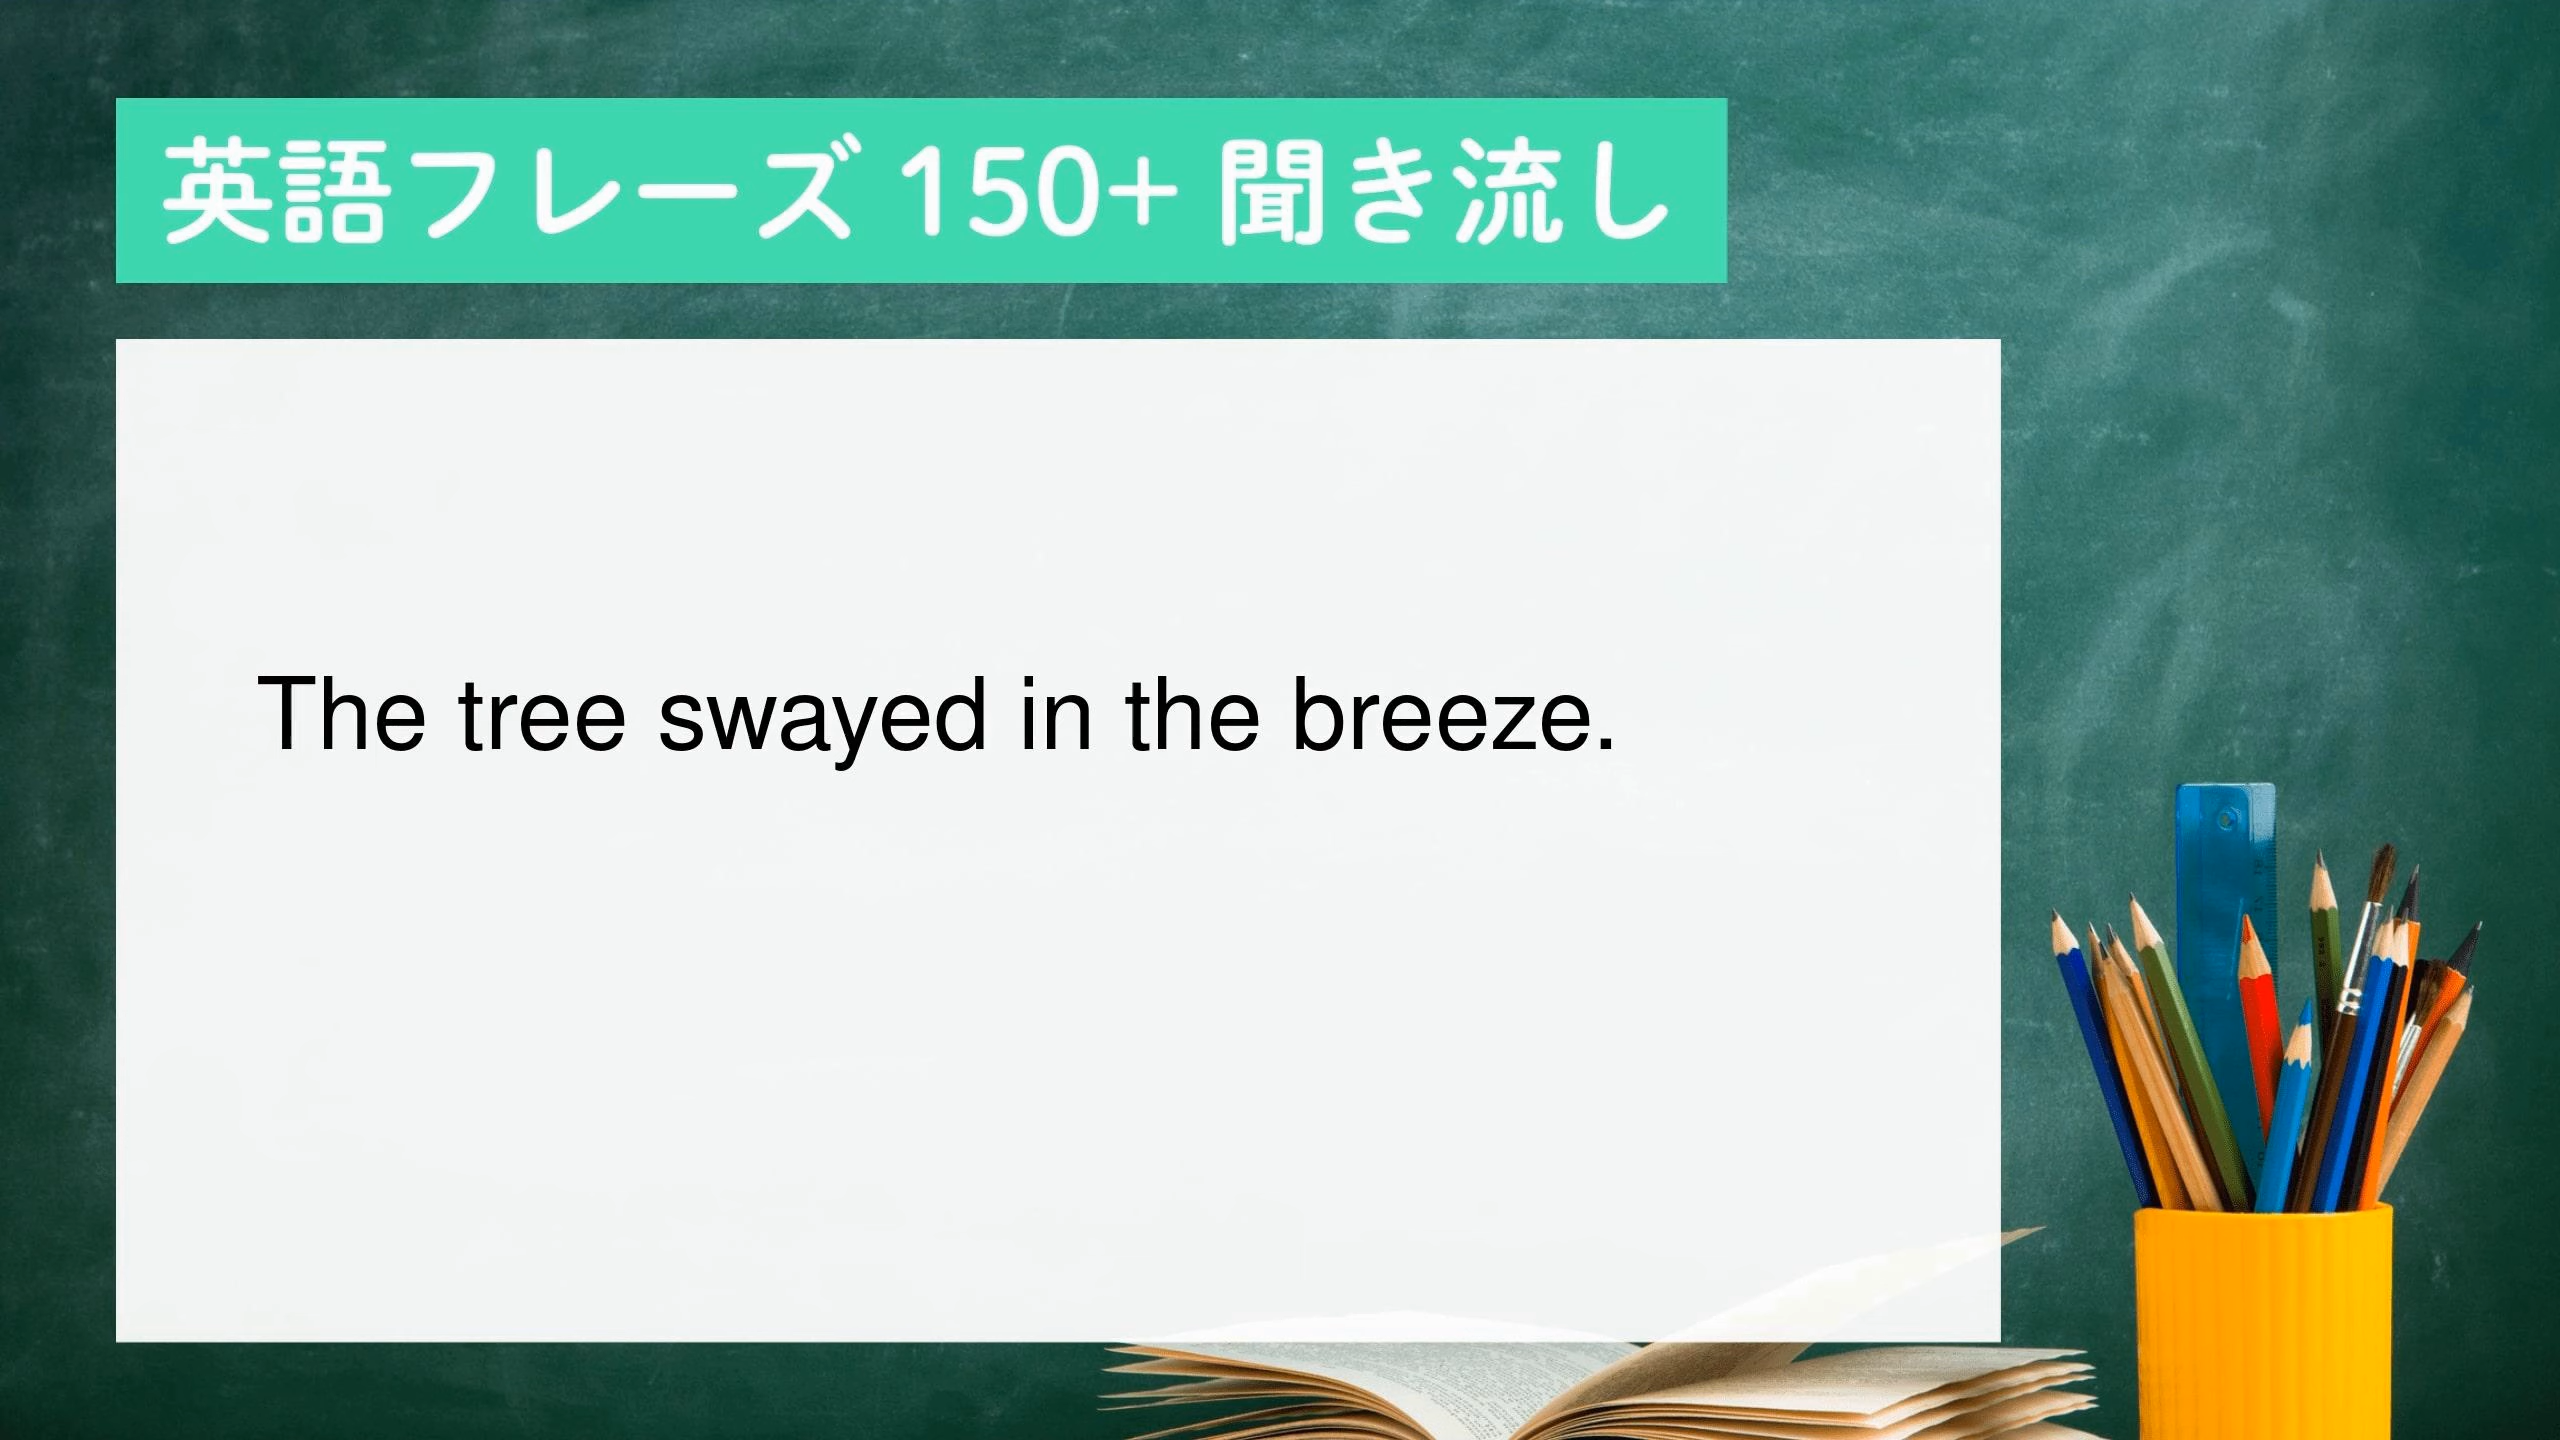 英語フレーズ 150+ 聞き流し
The tree swayed in the breeze.